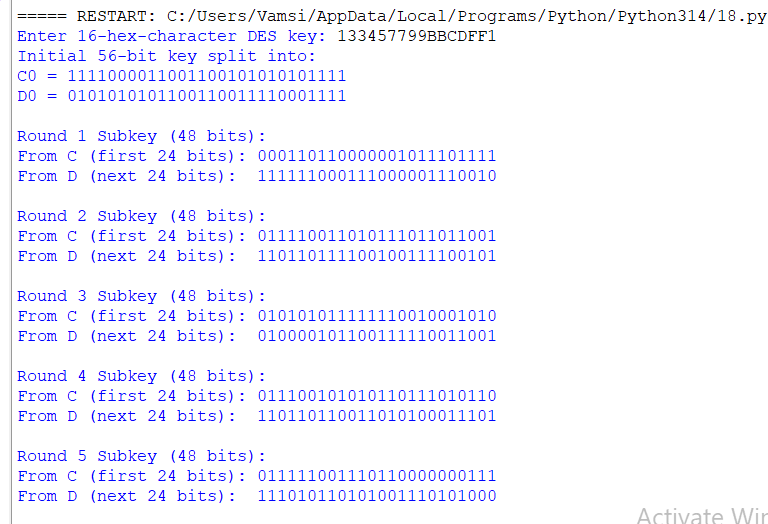 ===== RESTART: C:/Users/Vamsi/AppData/Local/Programs/Python/Python314/18.py
Enter 16-hex-character DES key: 133457799BBCDFF1
Initial 56-bit key split into:
C0 = 1111000011001100101010101111
D0 = 0101010101100110011110001111
Round 1 Subkey (48 bits):
From C (first 24 bits): 000110110000001011101111
From D (next 24 bits):  111111000111000001110010
Round 2 Subkey (48 bits):
From C (first 24 bits): 011110011010111011011001
From D (next 24 bits):  110110111100100111100101
Round 3 Subkey (48 bits):
From C (first 24 bits): 010101011111110010001010
From D (next 24 bits):  010000101100111110011001
Round 4 Subkey (48 bits):
From C (first 24 bits): 011100101010110111010110
From D (next 24 bits):  110110110011010100011101
Round 5 Subkey (48 bits):
From C (first 24 bits): 011111001110110000000111
From D (next 24 bits):  111010110101001110101000
Activate